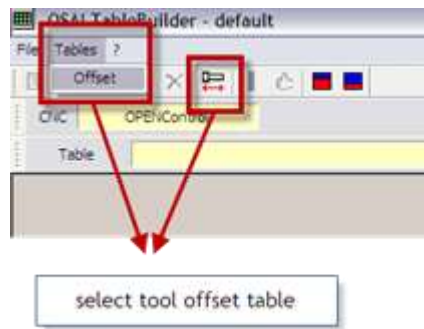 OSAI TableBuilder - default
File Tables ?
Offset
CNC OPENControl
Table
select tool offset table